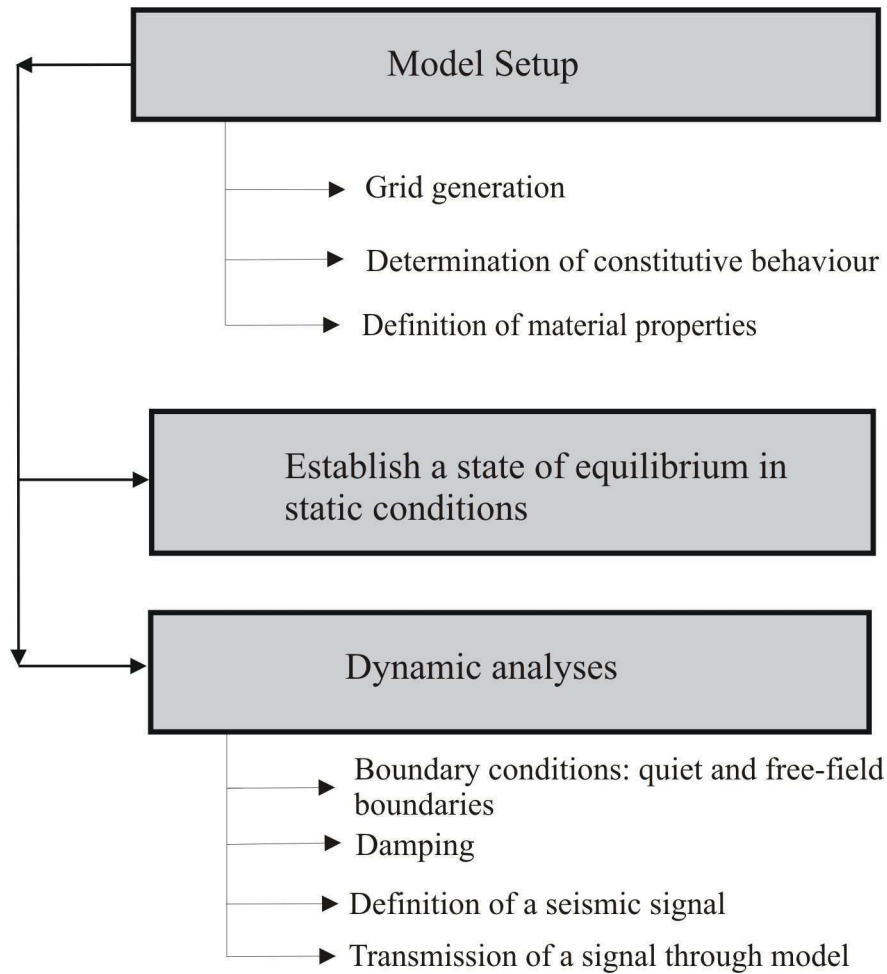 Model Setup
Grid generation
Determination of constitutive behaviour
Definition of material properties
Establish a state of equilibrium in
static conditions
Dynamic analyses
Boundary conditions: quiet and free-field
boundaries
Damping
Definition of a seismic signal
Transmission of a signal through model